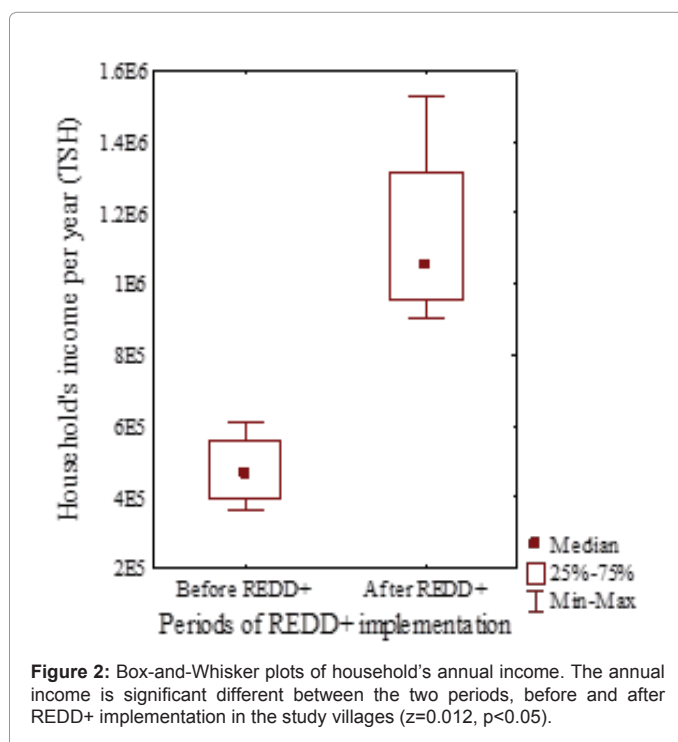 1.6E6
1.4E6
1.2E6
1E6
8E5
6E5
4E5
2E5
Household's income per year (TSH)
Before REDD+ After REDD+
Periods of REDD+ implementation
Median
25%-75%
Min-Max
Figure 2: Box-and-Whisker plots of household's annual income. The annual
income is significant different between the two periods, before and after
REDD+ implementation in the study villages (z=0.012, p<0.05).